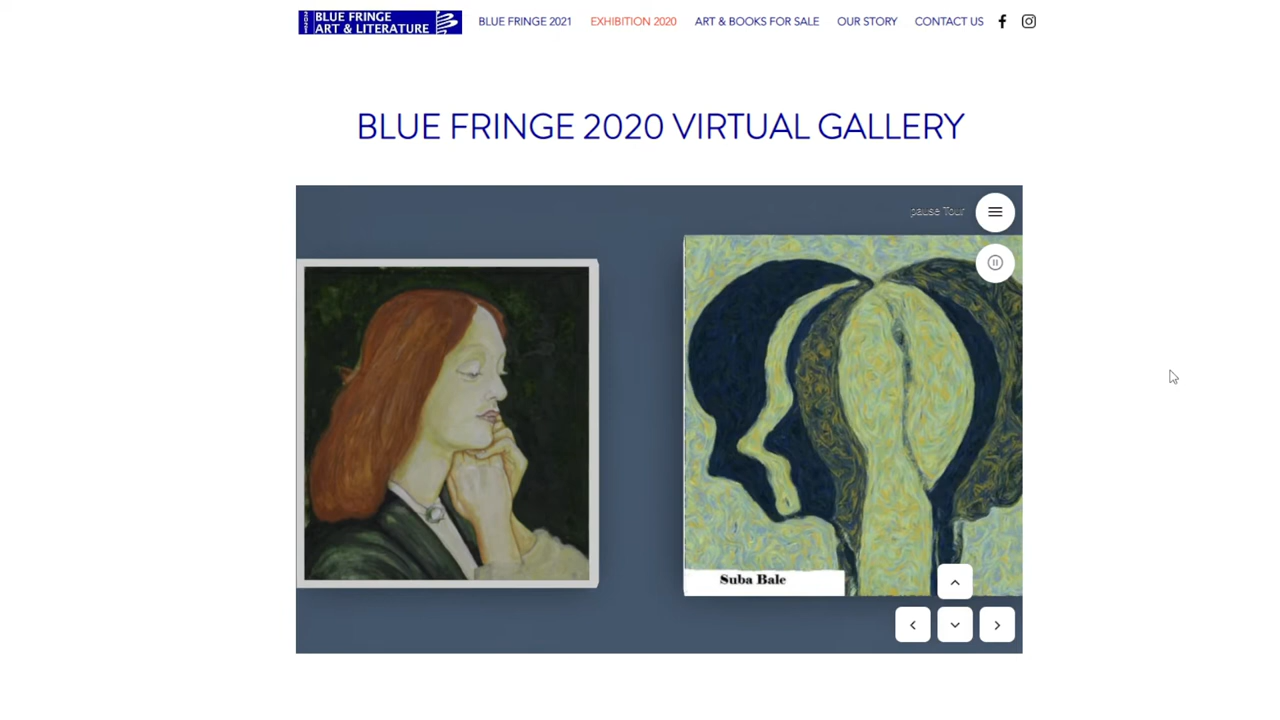 2021
BLUE FRINGE
ART & LITERATURE
BLUE FRINGE 2021
EXHIBITION 2020
ART & BOOKS FOR SALE
OUR STORY
CONTACT US
BLUE FRINGE 2020 VIRTUAL GALLERY
pause Tour
Suba Bale